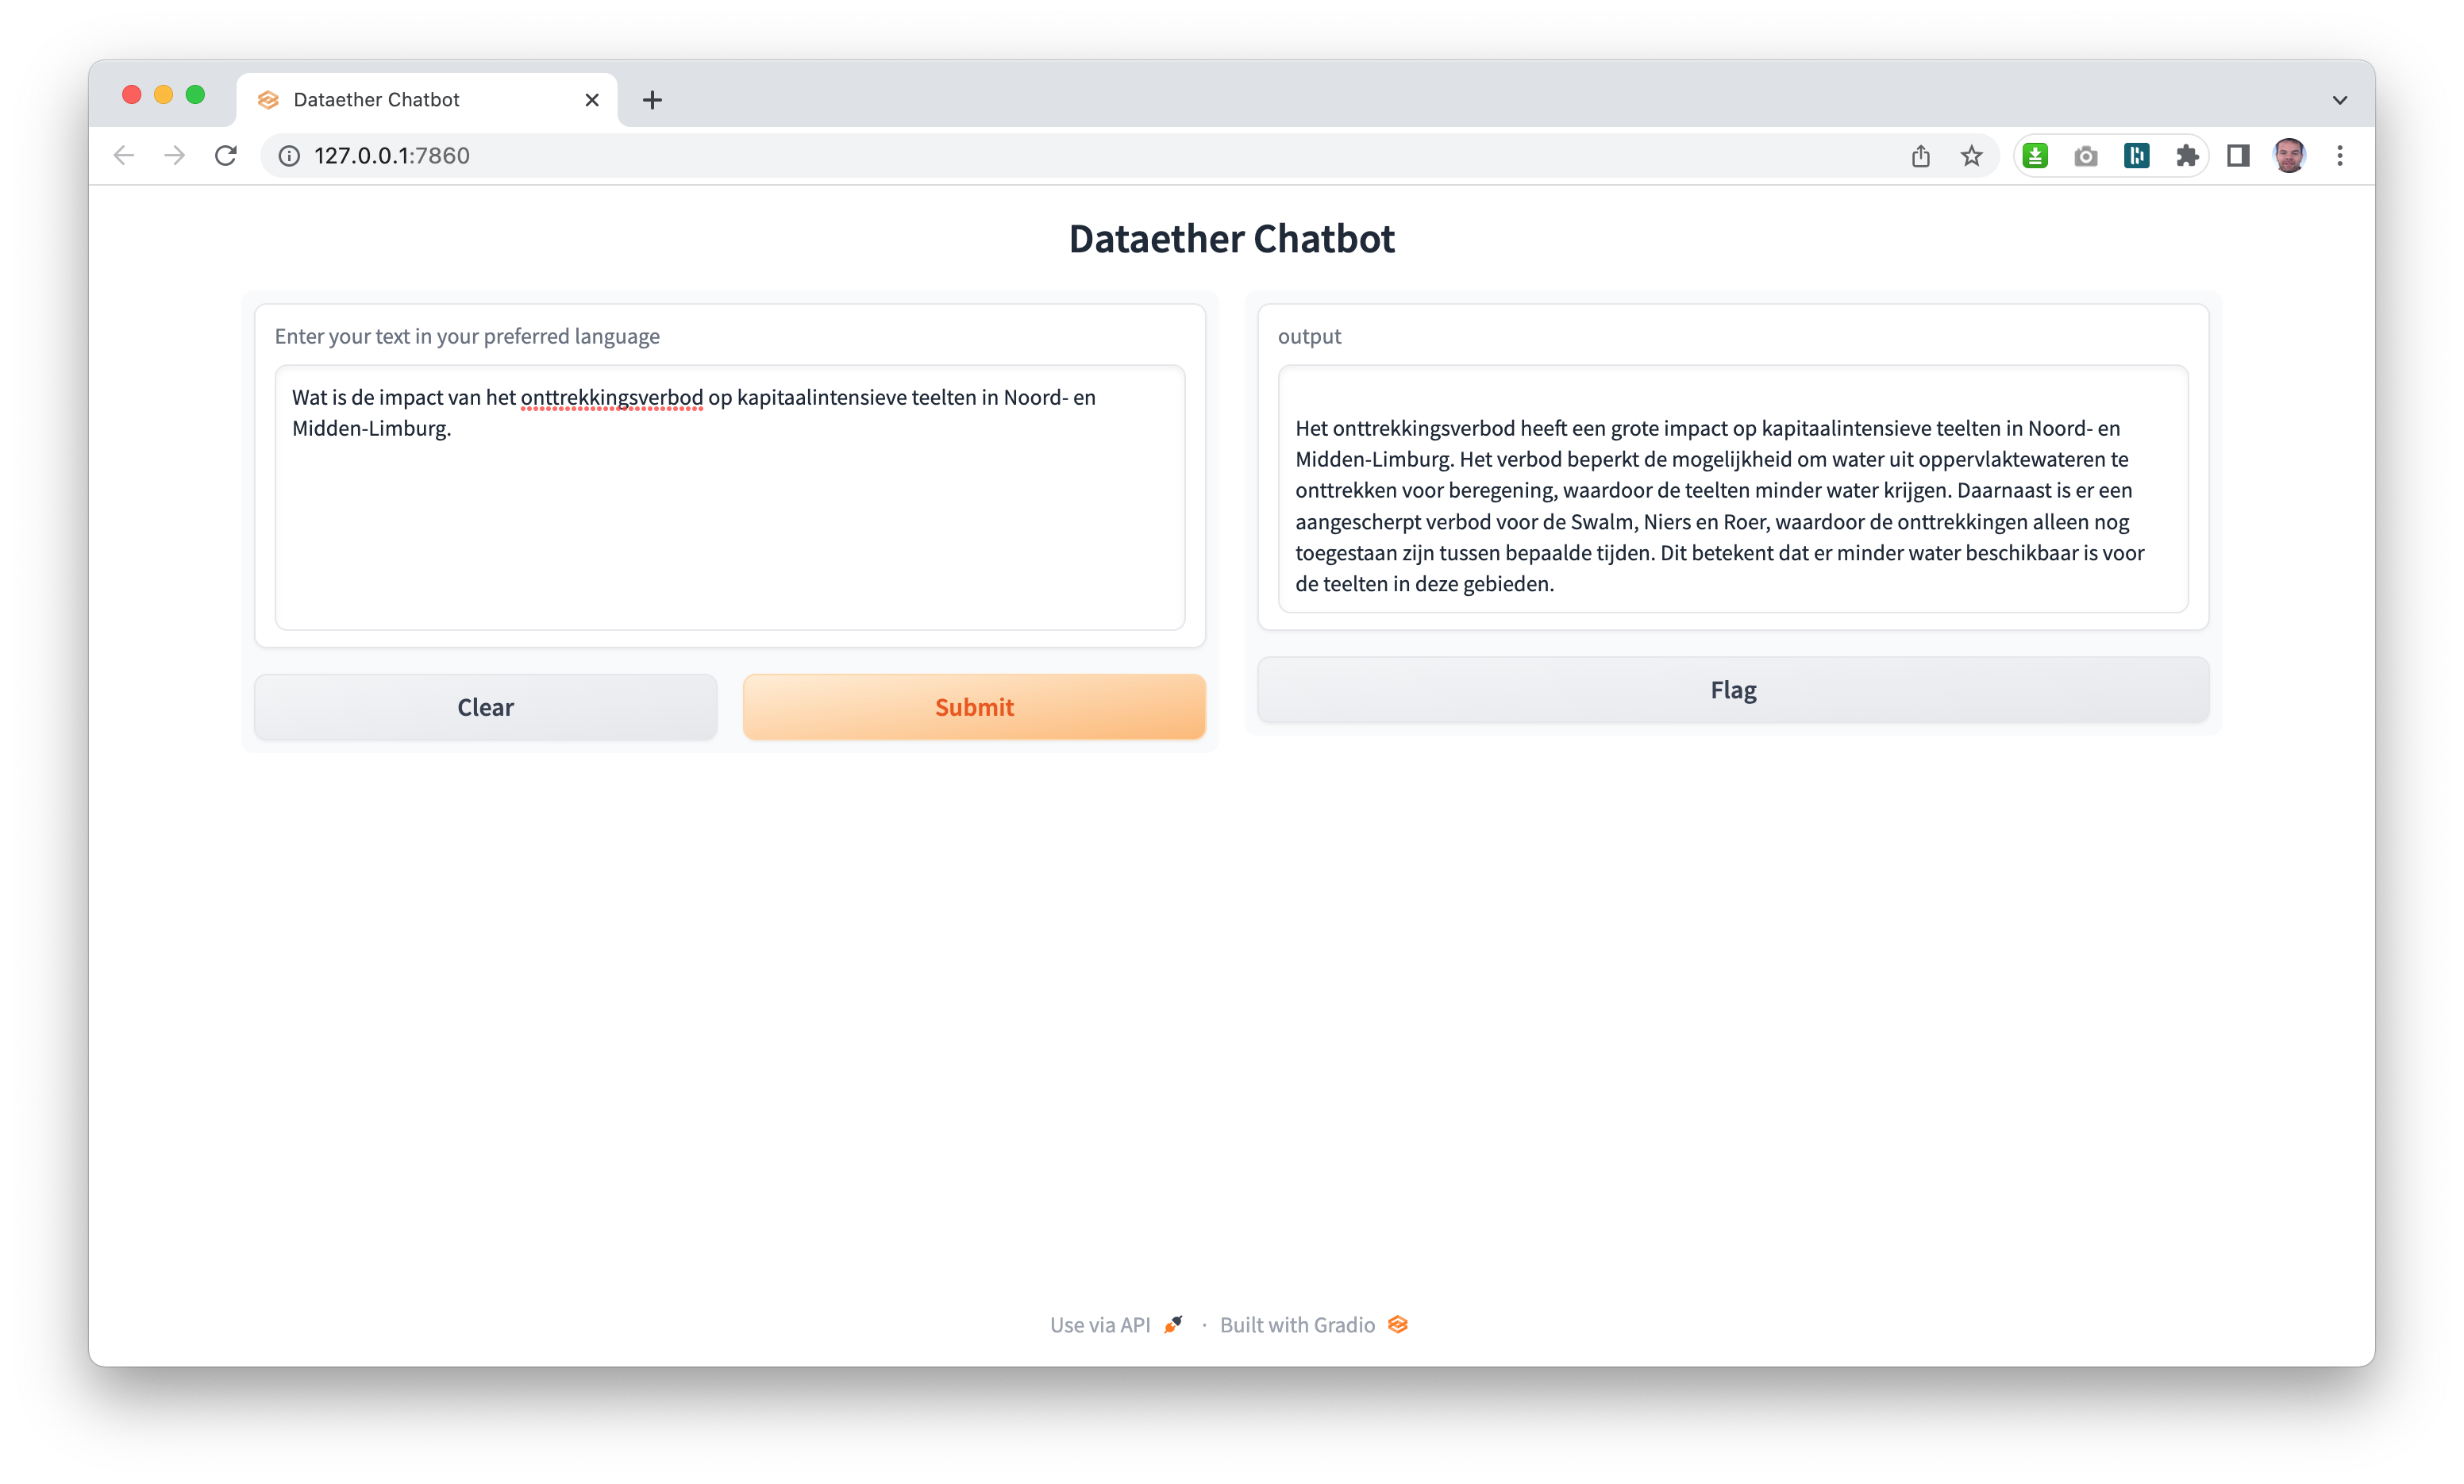 Dataether Chatbot
127.0.0.1:7860
Dataether Chatbot
Enter your text in your preferred language
Wat is de impact van het onttrekkingsverbod op kapitaalintensieve teelten in Noord- en
Midden-Limburg.
Clear
Submit
output
Het onttrekkingsverbod heeft een grote impact op kapitaalintensieve teelten in Noord- en
Midden-Limburg. Het verbod beperkt de mogelijkheid om water uit oppervlaktewateren te
onttrekken voor beregening, waardoor de teelten minder water krijgen. Daarnaast is er een
aangescherpt verbod voor de Swalm, Niers en Roer, waardoor de onttrekkingen alleen nog
toegestaan zijn tussen bepaalde tijden. Dit betekent dat er minder water beschikbaar is voor
de teelten in deze gebieden.
Flag
Use via API · Built with Gradio